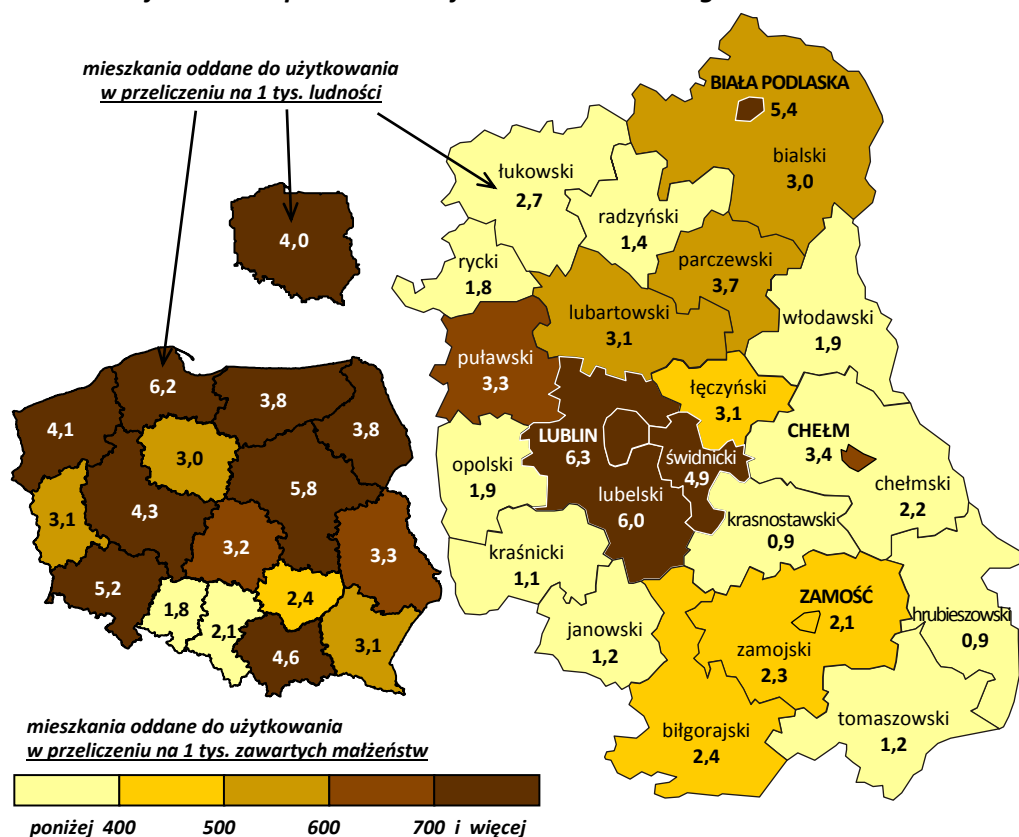 mieszkania oddane do użytkowania
w przeliczeniu na 1 tys. ludności
4,0
6,2
3,8
4,1
3,8
3,0
5,8
3,1
4,3
3,2
3,3
5,2
1,8
2,4
2,1
4,6
3,1
BIAŁA PODLASKA
5,4
bialski
3,0
łukowski
2,7
radzyński
1,4
rycki
1,8
parczewski
3,7
lubartowski
3,1
włodawski
1,9
puławski
3,3
łęczyński
3,1
LUBLIN
6,3
świdnicki
4,9
CHEŁM
3,4
opolski
1,9
lubelski
6,0
chełmski
2,2
krasnostawski
0,9
kraśnicki
1,1
ZAMOŚĆ
2,1
hrubieszowski
0,9
janowski
1,2
zamojski
2,3
biłgorajski
2,4
tomaszowski
1,2
mieszkania oddane do użytkowania
w przeliczeniu na 1 tys. zawartych małżeństw
poniżej 400 500 600 700 i więcej